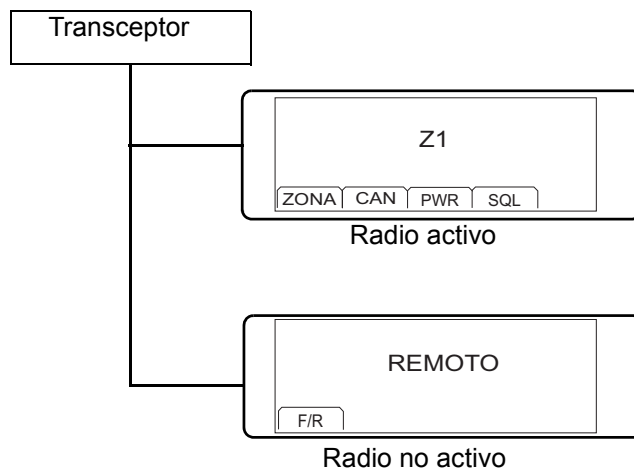 Transceptor
Z1
ZONA CAN PWR SQL
Radio activo
REMOTO
F/R
Radio no activo